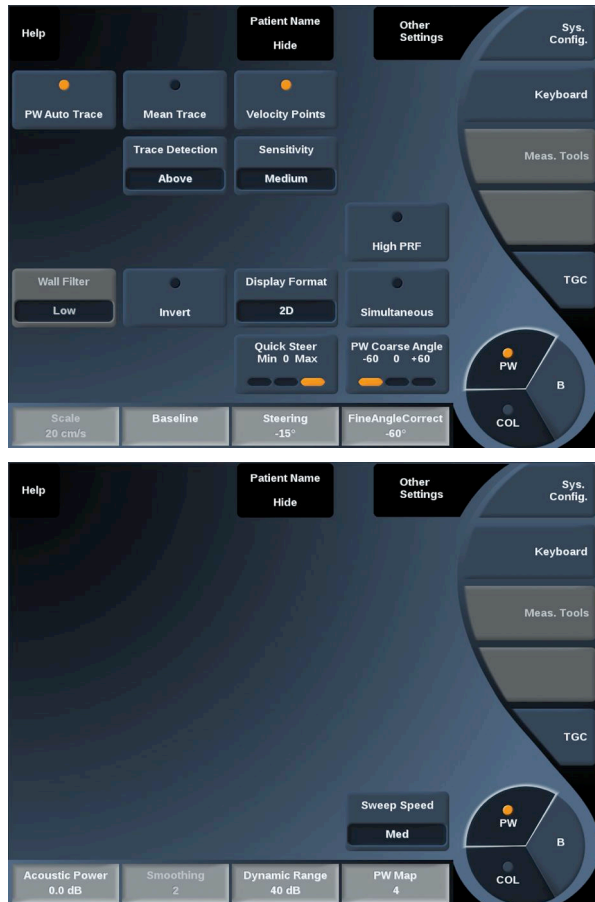 Help
Patient Name
Hide
Other
Settings
Sys.
Config.
PW Auto Trace
Mean Trace
Velocity Points
Keyboard
Trace Detection
Above
Sensitivity
Medium
Meas. Tools
High PRF
Wall Filter
Low
Invert
Display Format
2D
Simultaneous
TGC
Quick Steer
Min 0 Max
PW Coarse Angle
-60 0 +60
PW
B
COL
Scale
20 cm/s
Baseline
Steering
-15°
FineAngleCorrect
-60°
Help
Patient Name
Hide
Other
Settings
Sys.
Config.
Keyboard
Meas. Tools
TGC
Sweep Speed
Med
PW
B
COL
Acoustic Power
0.0 dB
Smoothing
2
Dynamic Range
40 dB
PW Map
4